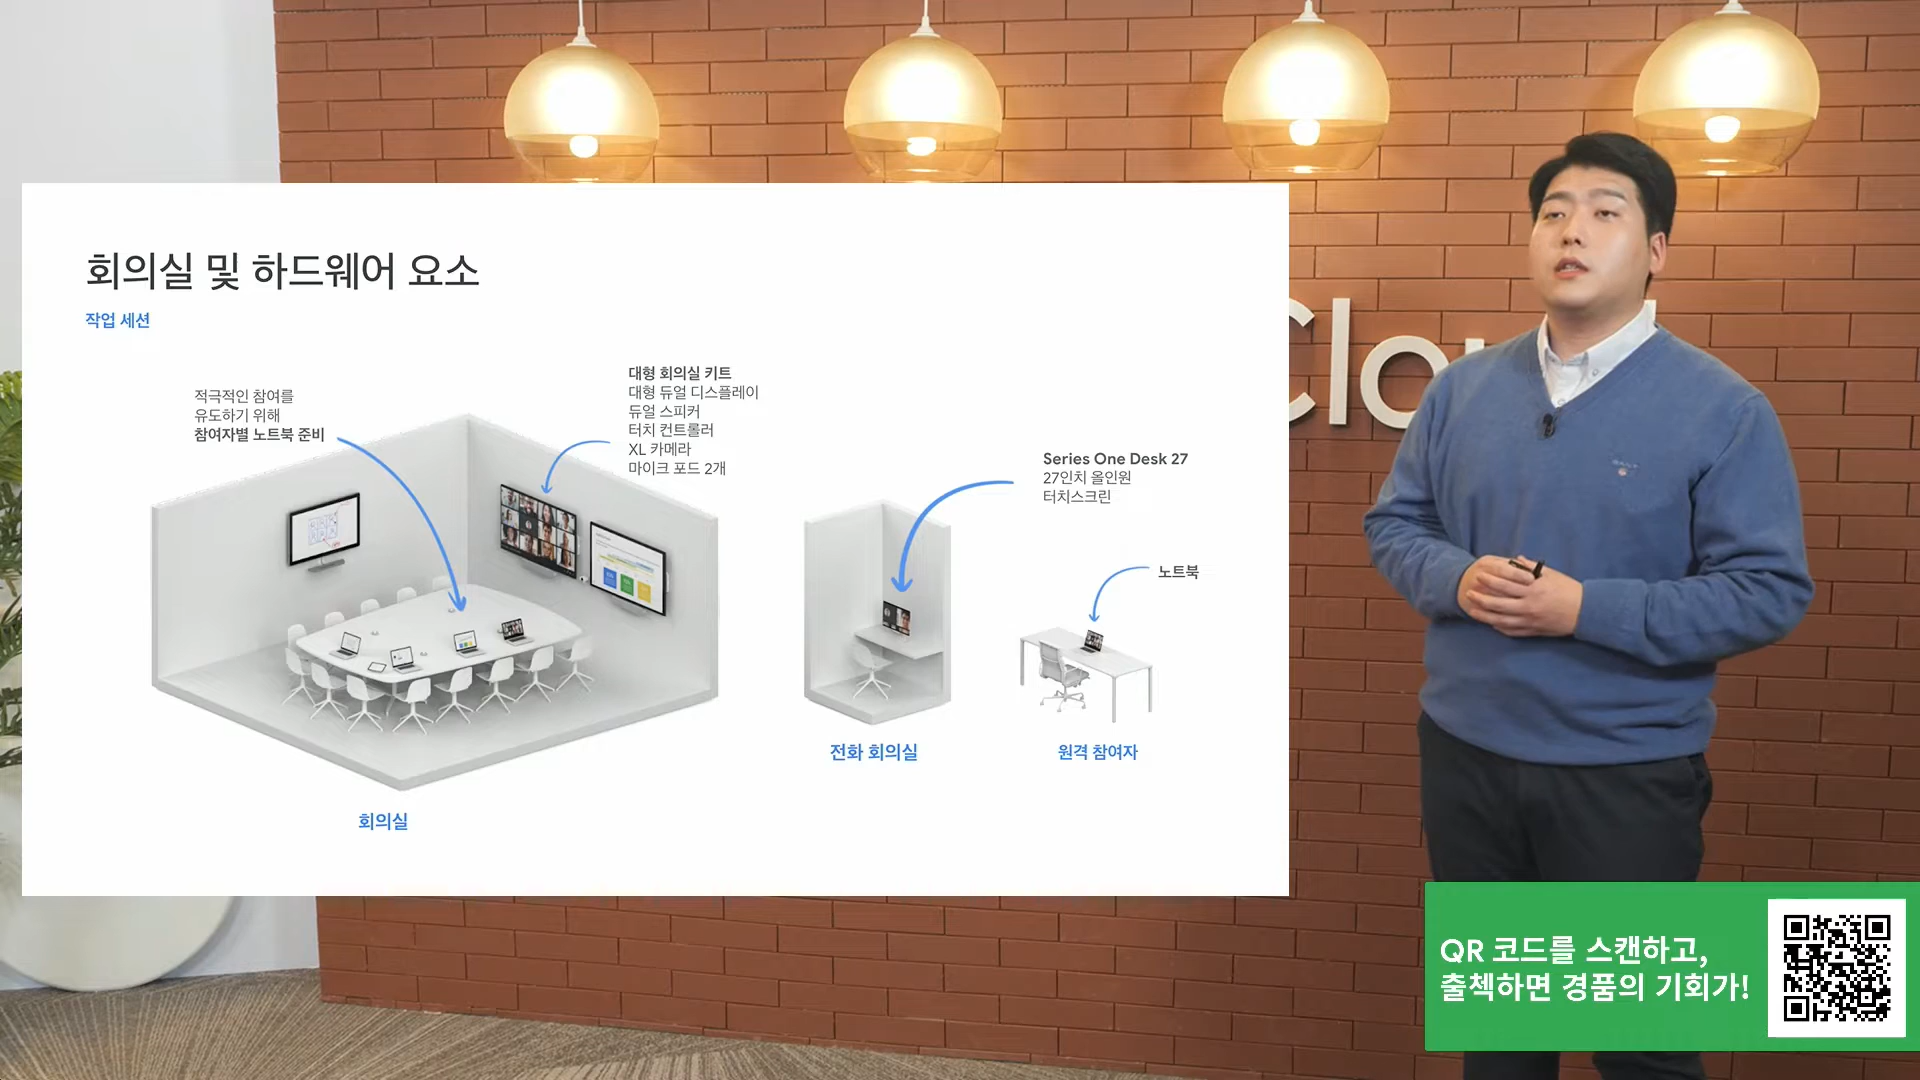 회의실 및 하드웨어 요소
작업 세션
적극적인 참여를
유도하기 위해
참여자별 노트북 준비
대형 회의실 키트
대형 듀얼 디스플레이
듀얼 스피커
터치 컨트롤러
XL 카메라
마이크 포드 2개
Series One Desk 27
27인치 올인원
터치스크린
노트북
전화 회의실
원격 참여자
회의실
Clou
GANT
QR 코드를 스캔하고,
출첵하면 경품의 기회가!